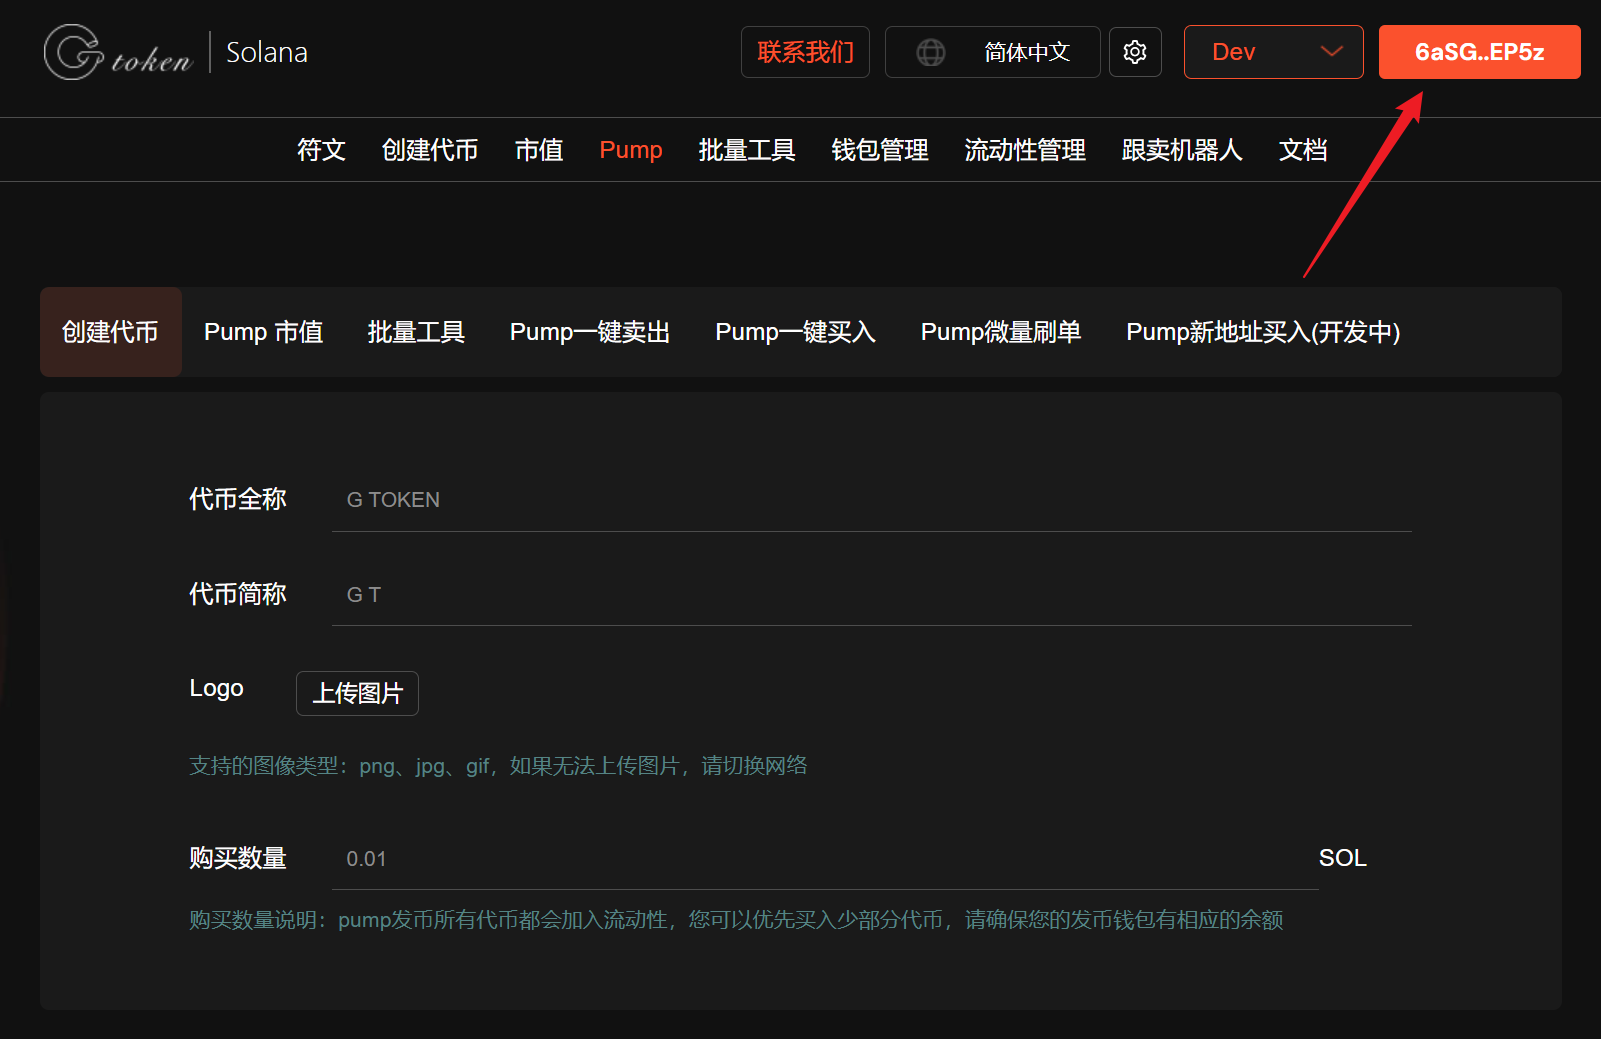 G token | Solana
联系我们
简体中文
Dev
6aSG..EP5z
符文 创建代币 市值 Pump 批量工具 钱包管理 流动性管理 跟卖机器人 文档
创建代币 Pump 市值 批量工具 Pump一键卖出 Pump一键买入 Pump微量刷单 Pump新地址买入(开发中)
代币全称 G TOKEN
代币简称 G T
Logo 上传图片
支持的图像类型：png、jpg、gif，如果无法上传图片，请切换网络
购买数量 0.01 SOL
购买数量说明：pump发币所有代币都会加入流动性，您可以优先买入少部分代币，请确保您的发币钱包有相应的余额